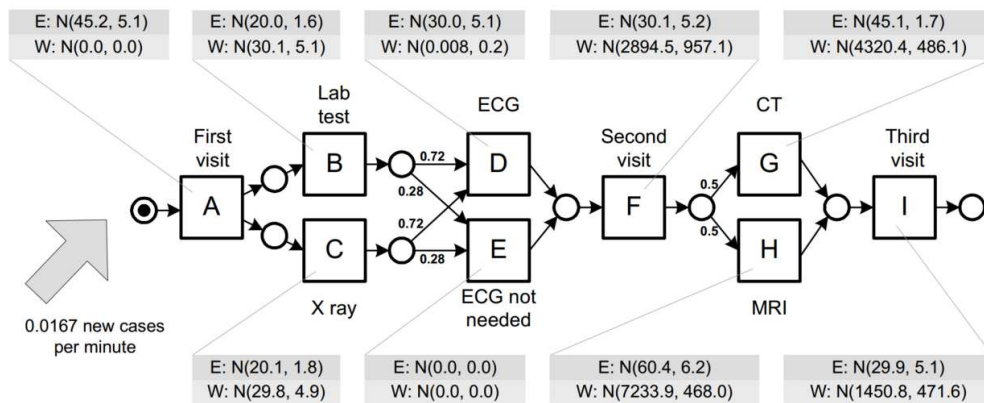 E: N(45.2, 5.1)
W: N(0.0, 0.0)
E: N(20.0, 1.6)
W: N(30.1, 5.1)
E: N(30.0, 5.1)
W: N(0.008, 0.2)
E: N(30.1, 5.2)
W: N(2894.5, 957.1)
E: N(45.1, 1.7)
W: N(4320.4, 486.1)
Lab
test
ECG
CT
First
visit
Second
visit
Third
visit
B
D
G
0.72
0.28
0.5
A
F
I
0.72
0.28
0.5
C
E
H
X ray
ECG not
needed
MRI
0.0167 new cases
per minute
E: N(20.1, 1.8)
W: N(29.8, 4.9)
E: N(0.0, 0.0)
W: N(0.0, 0.0)
E: N(60.4, 6.2)
W: N(7233.9, 468.0)
E: N(29.9, 5.1)
W: N(1450.8, 471.6)